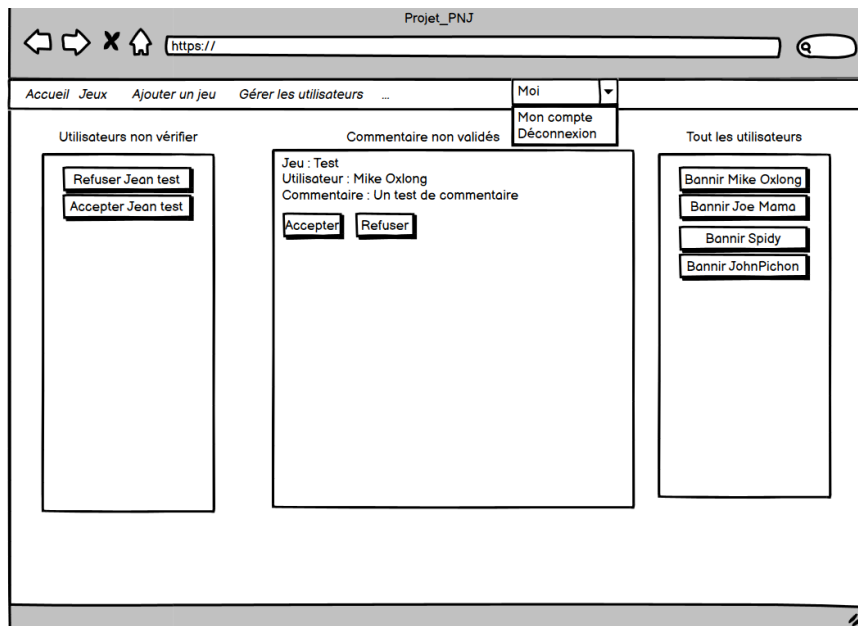 Projet_PNJ
https://
Accueil Jeux Ajouter un jeu Gérer les utilisateurs ...
Moi
Mon compte
Déconnexion
Utilisateurs non vérifier
Refuser Jean test
Accepter Jean test
Commentaire non validés
Jeu : Test
Utilisateur : Mike Oxlong
Commentaire : Un test de commentaire
Accepter Refuser
Tout les utilisateurs
Bannir Mike Oxlong
Bannir Joe Mama
Bannir Spidy
Bannir JohnPichon